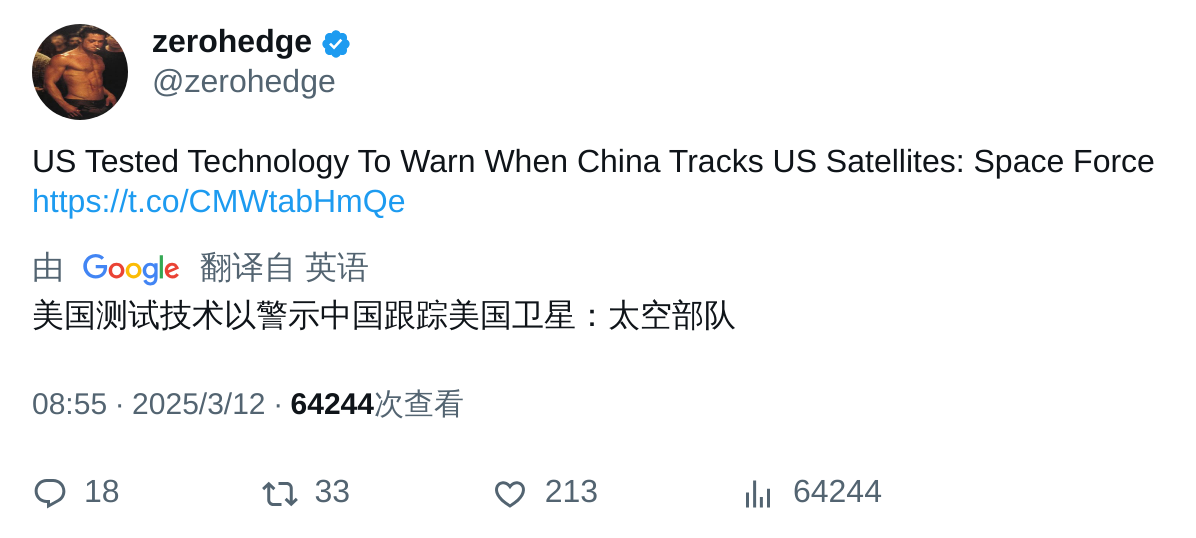 zerohedge
@zerohedge
US Tested Technology To Warn When China Tracks US Satellites: Space Force
https://t.co/CMWtabHmQe
由 Google 翻译自 英语
美国测试技术以警示中国跟踪美国卫星：太空部队
08:55 · 2025/3/12 · 64244次查看
18 33 213 64244